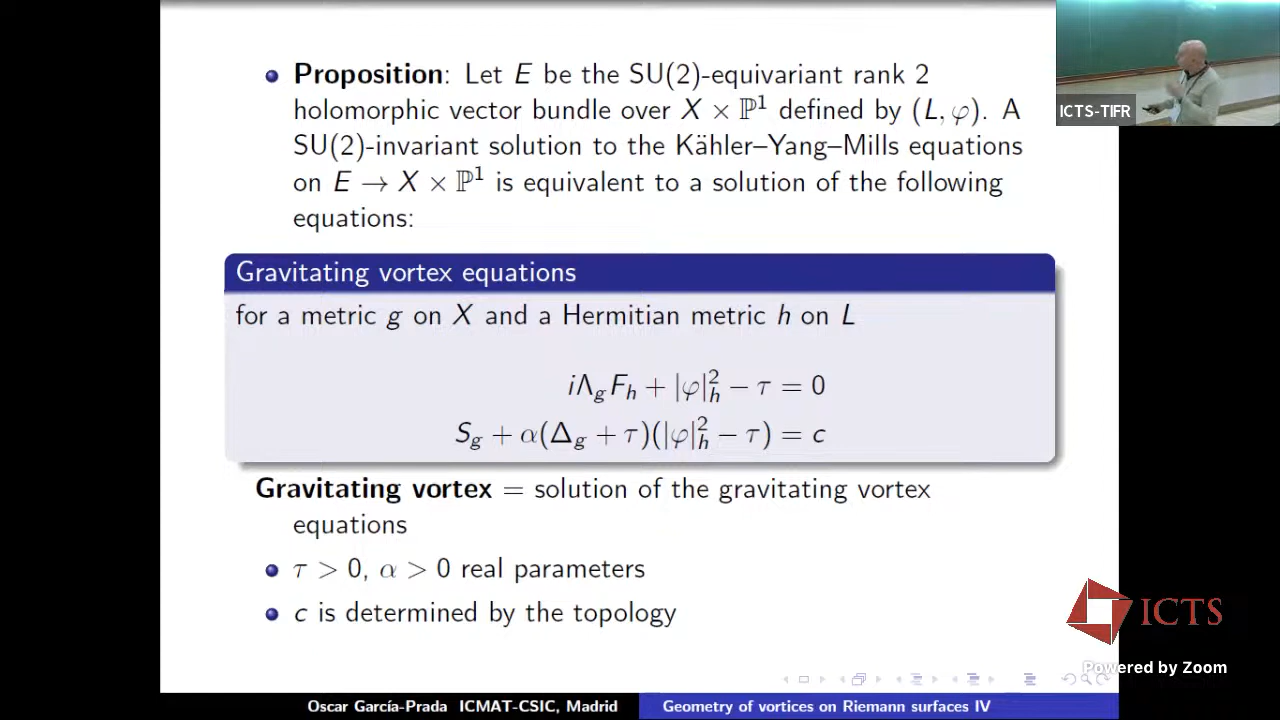 Proposition: Let E be the SU(2)-equivariant rank 2
holomorphic vector bundle over X × ℙ¹ defined by (L, φ). A
SU(2)-invariant solution to the Kähler–Yang–Mills equations
on E → X × ℙ¹ is equivalent to a solution of the following
equations:
Gravitating vortex equations
for a metric g on X and a Hermitian metric h on L
iΛ_g F_h + |φ|²_h − τ = 0
S_g + α(Δ_g + τ)(|φ|²_h − τ) = c
Gravitating vortex = solution of the gravitating vortex
equations
τ > 0, α > 0 real parameters
c is determined by the topology
ICTS-TIFR
ICTS
Powered by Zoom
Oscar García-Prada ICMAT-CSIC, Madrid
Geometry of vortices on Riemann surfaces IV